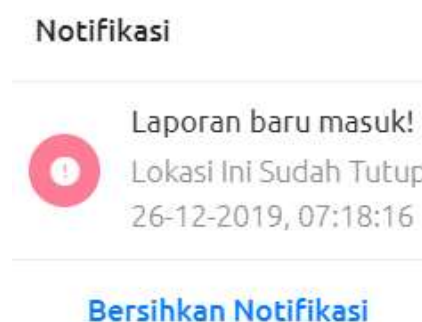 Notifikasi
Laporan baru masuk!
Lokasi Ini Sudah Tutup
26-12-2019, 07:18:16
Bersihkan Notifikasi